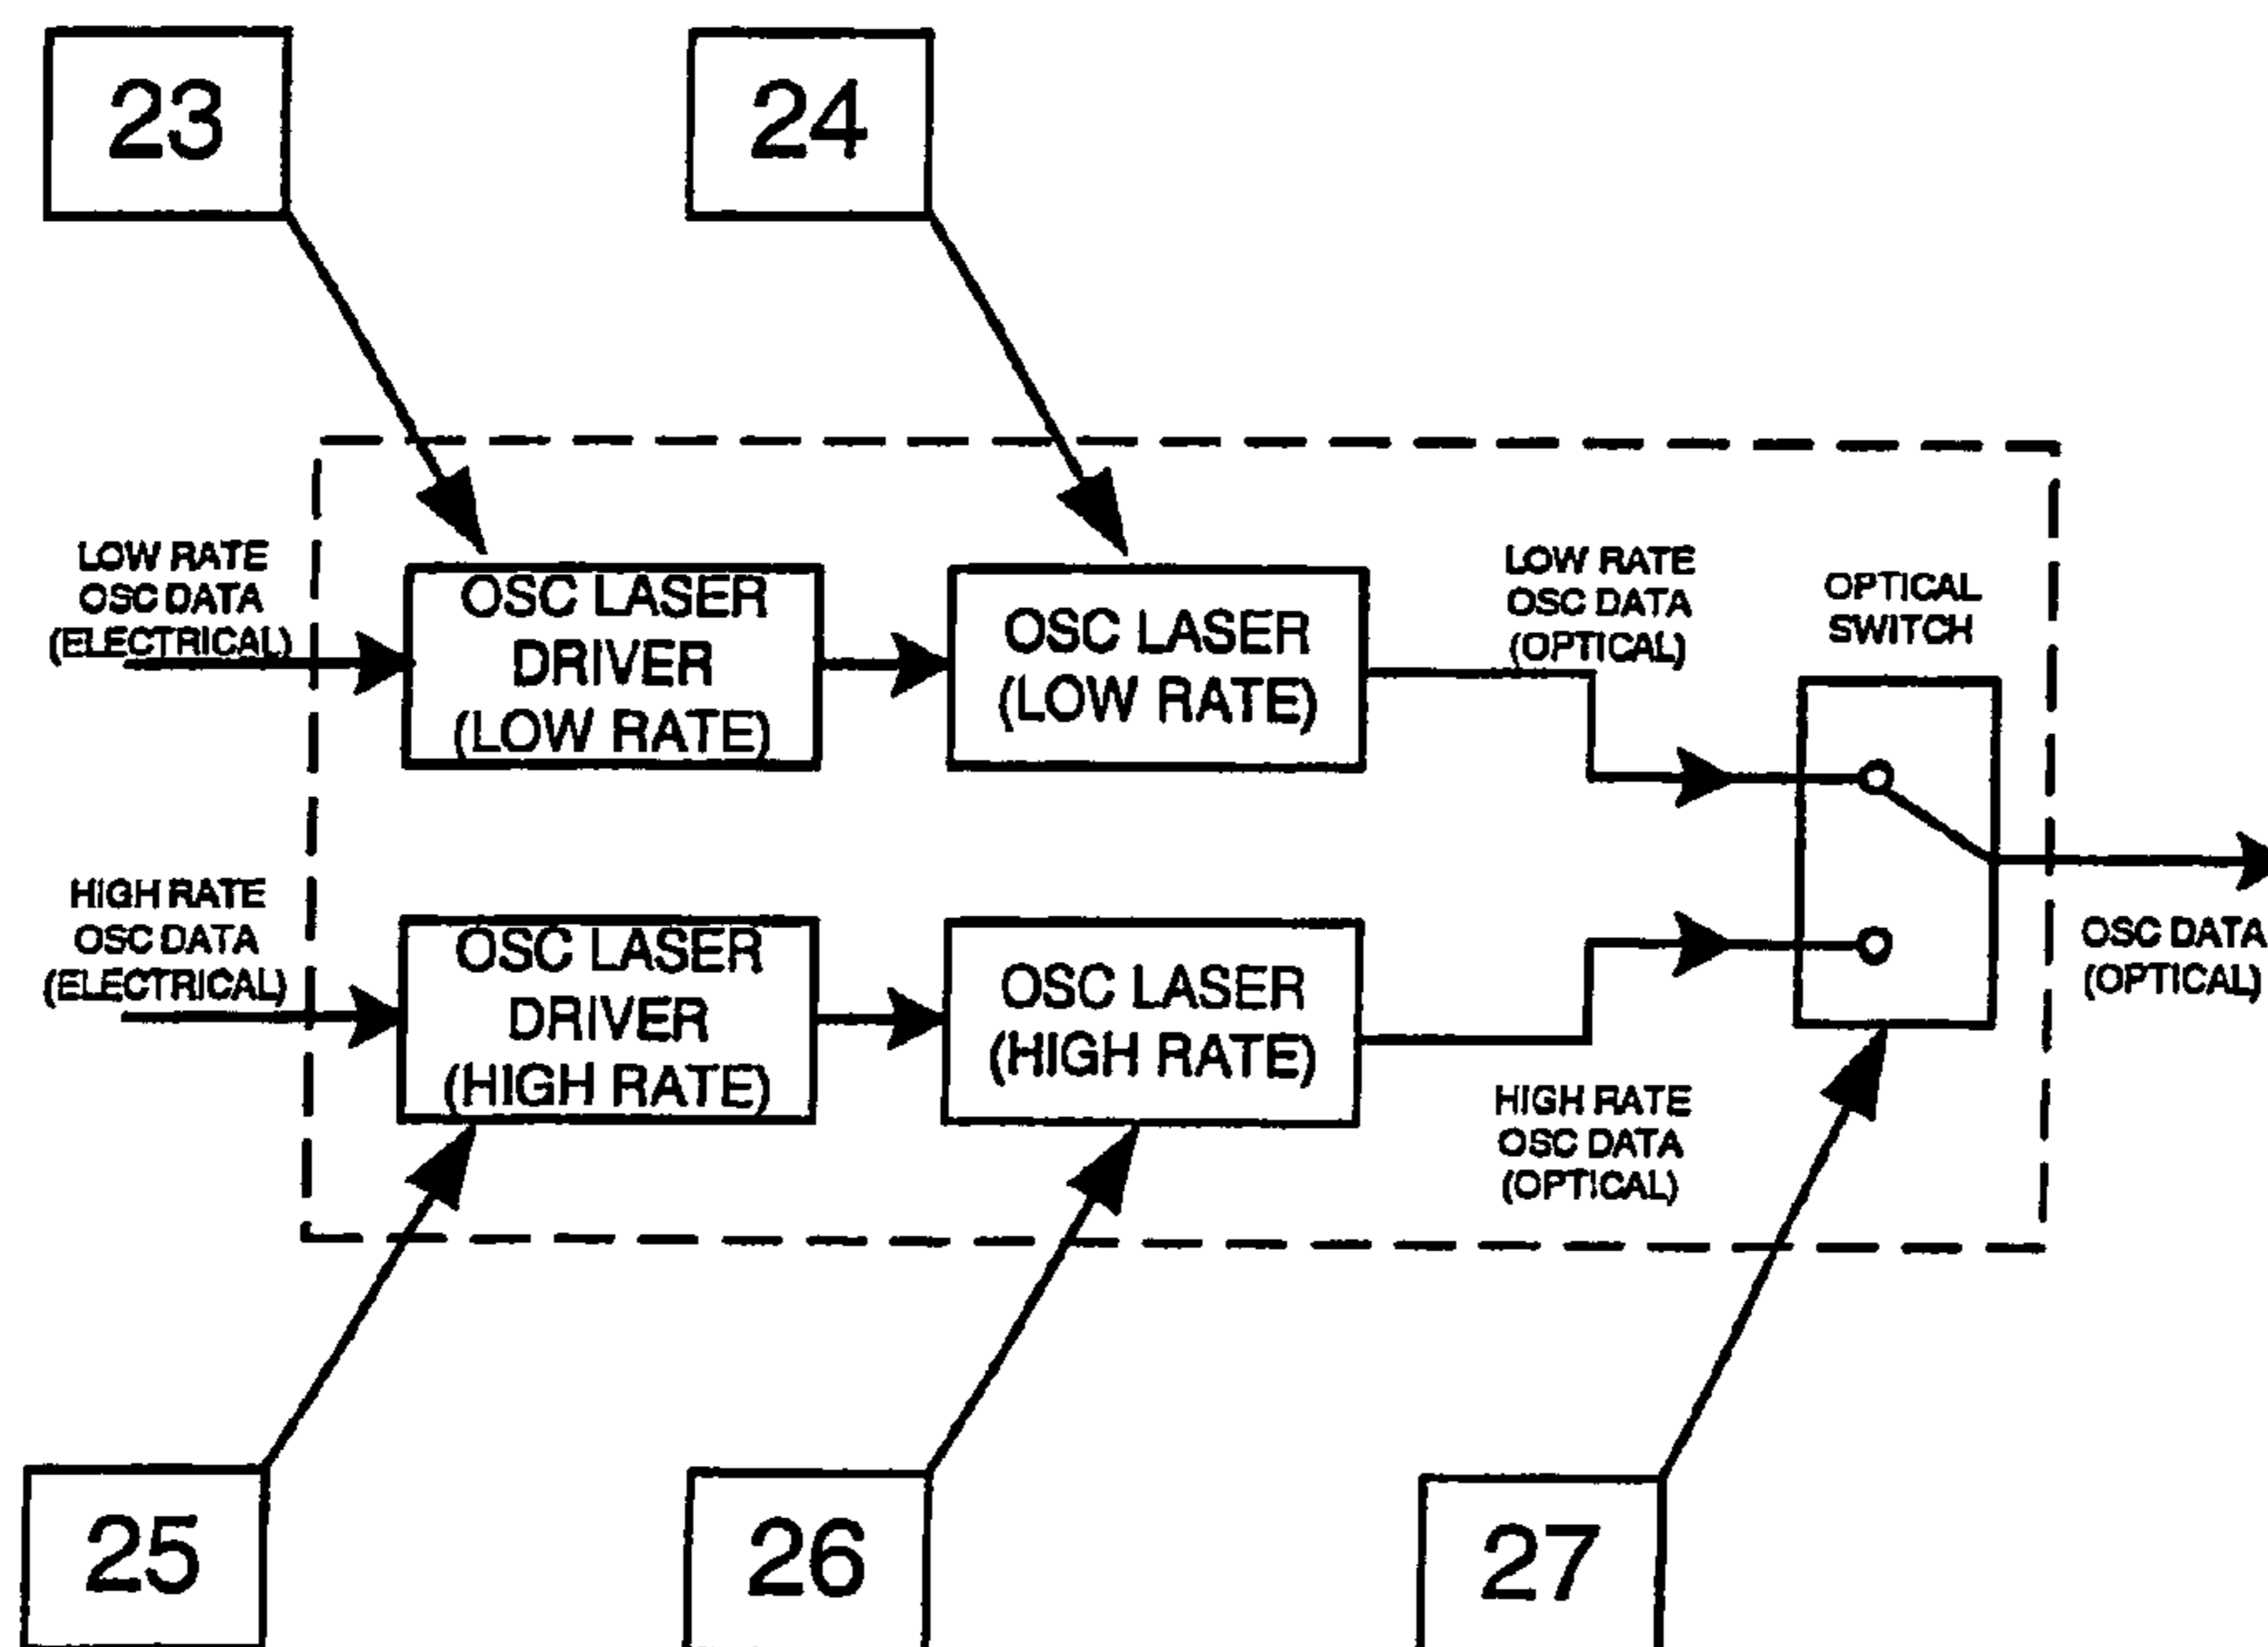 23
24
LOW RATE
OSC DATA
(ELECTRICAL)
OSC LASER
DRIVER
(LOW RATE)
OSC LASER
(LOW RATE)
LOW RATE
OSC DATA
(OPTICAL)
OPTICAL
SWITCH
HIGH RATE
OSC DATA
(ELECTRICAL)
OSC LASER
DRIVER
(HIGH RATE)
OSC LASER
(HIGH RATE)
HIGH RATE
OSC DATA
(OPTICAL)
OSC DATA
(OPTICAL)
25
26
27